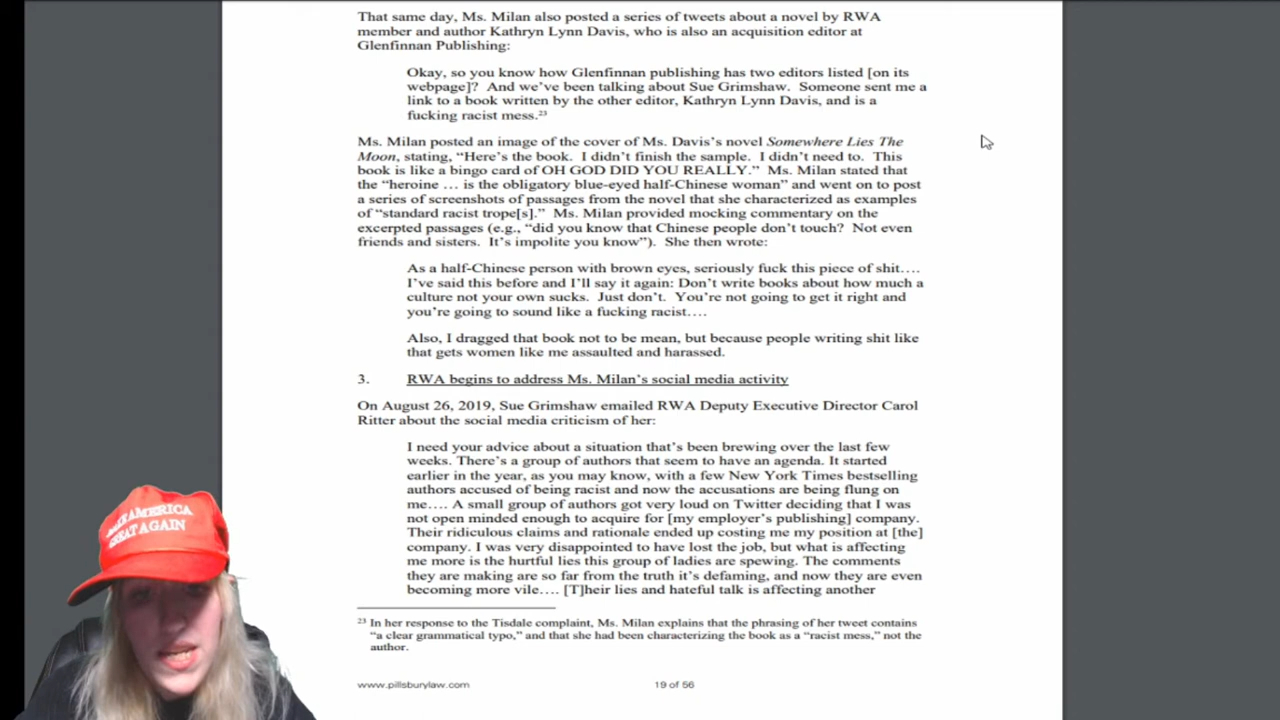 That same day, Ms. Milan also posted a series of tweets about a novel by RWA
member and author Kathryn Lynn Davis, who is also an acquisition editor at
Glenfinnan Publishing:
Okay, so you know how Glenfinnan publishing has two editors listed [on its
webpage]? And we've been talking about Sue Grimshaw. Someone sent me a
link to a book written by the other editor, Kathryn Lynn Davis, and is a
fucking racist mess.23
Ms. Milan posted an image of the cover of Ms. Davis's novel Somewhere Lies The
Moon, stating, "Here's the book. I didn't finish the sample. I didn't need to. This
book is like a bingo card of OH GOD DID YOU REALLY." Ms. Milan stated that
the "heroine … is the obligatory blue-eyed half-Chinese woman" and went on to post
a series of screenshots of passages from the novel that she characterized as examples
of "standard racist trope[s]." Ms. Milan provided mocking commentary on the
excerpted passages (e.g., "did you know that Chinese people don't touch? Not even
friends and sisters. It's impolite you know"). She then wrote:
As a half-Chinese person with brown eyes, seriously fuck this piece of shit….
I've said this before and I'll say it again: Don't write books about how much a
culture not your own sucks. Just don't. You're not going to get it right and
you're going to sound like a fucking racist….
Also, I dragged that book not to be mean, but because people writing shit like
that gets women like me assaulted and harassed.
3. RWA begins to address Ms. Milan's social media activity
On August 26, 2019, Sue Grimshaw emailed RWA Deputy Executive Director Carol
Ritter about the social media criticism of her:
I need your advice about a situation that's been brewing over the last few
weeks. There's a group of authors that seem to have an agenda. It started
earlier in the year, as you may know, with a few New York Times bestselling
authors accused of being racist and now the accusations are being flung on
me…. A small group of authors got very loud on Twitter deciding that I was
not open minded enough to acquire for [my employer's publishing] company.
Their ridiculous claims and rationale ended up costing me my position at [the]
company. I was very disappointed to have lost the job, but what is affecting
me more is the hurtful lies this group of ladies are spewing. The comments
they are making are so far from the truth it's defaming, and now they are even
becoming more vile…. [T]heir lies and hateful talk is affecting another
23 In her response to the Tisdale complaint, Ms. Milan explains that the phrasing of her tweet contains
"a clear grammatical typo," and that she had been characterizing the book as a "racist mess," not the
author.
www.pillsburylaw.com 19 of 56
MAKE AMERICA
GREAT AGAIN